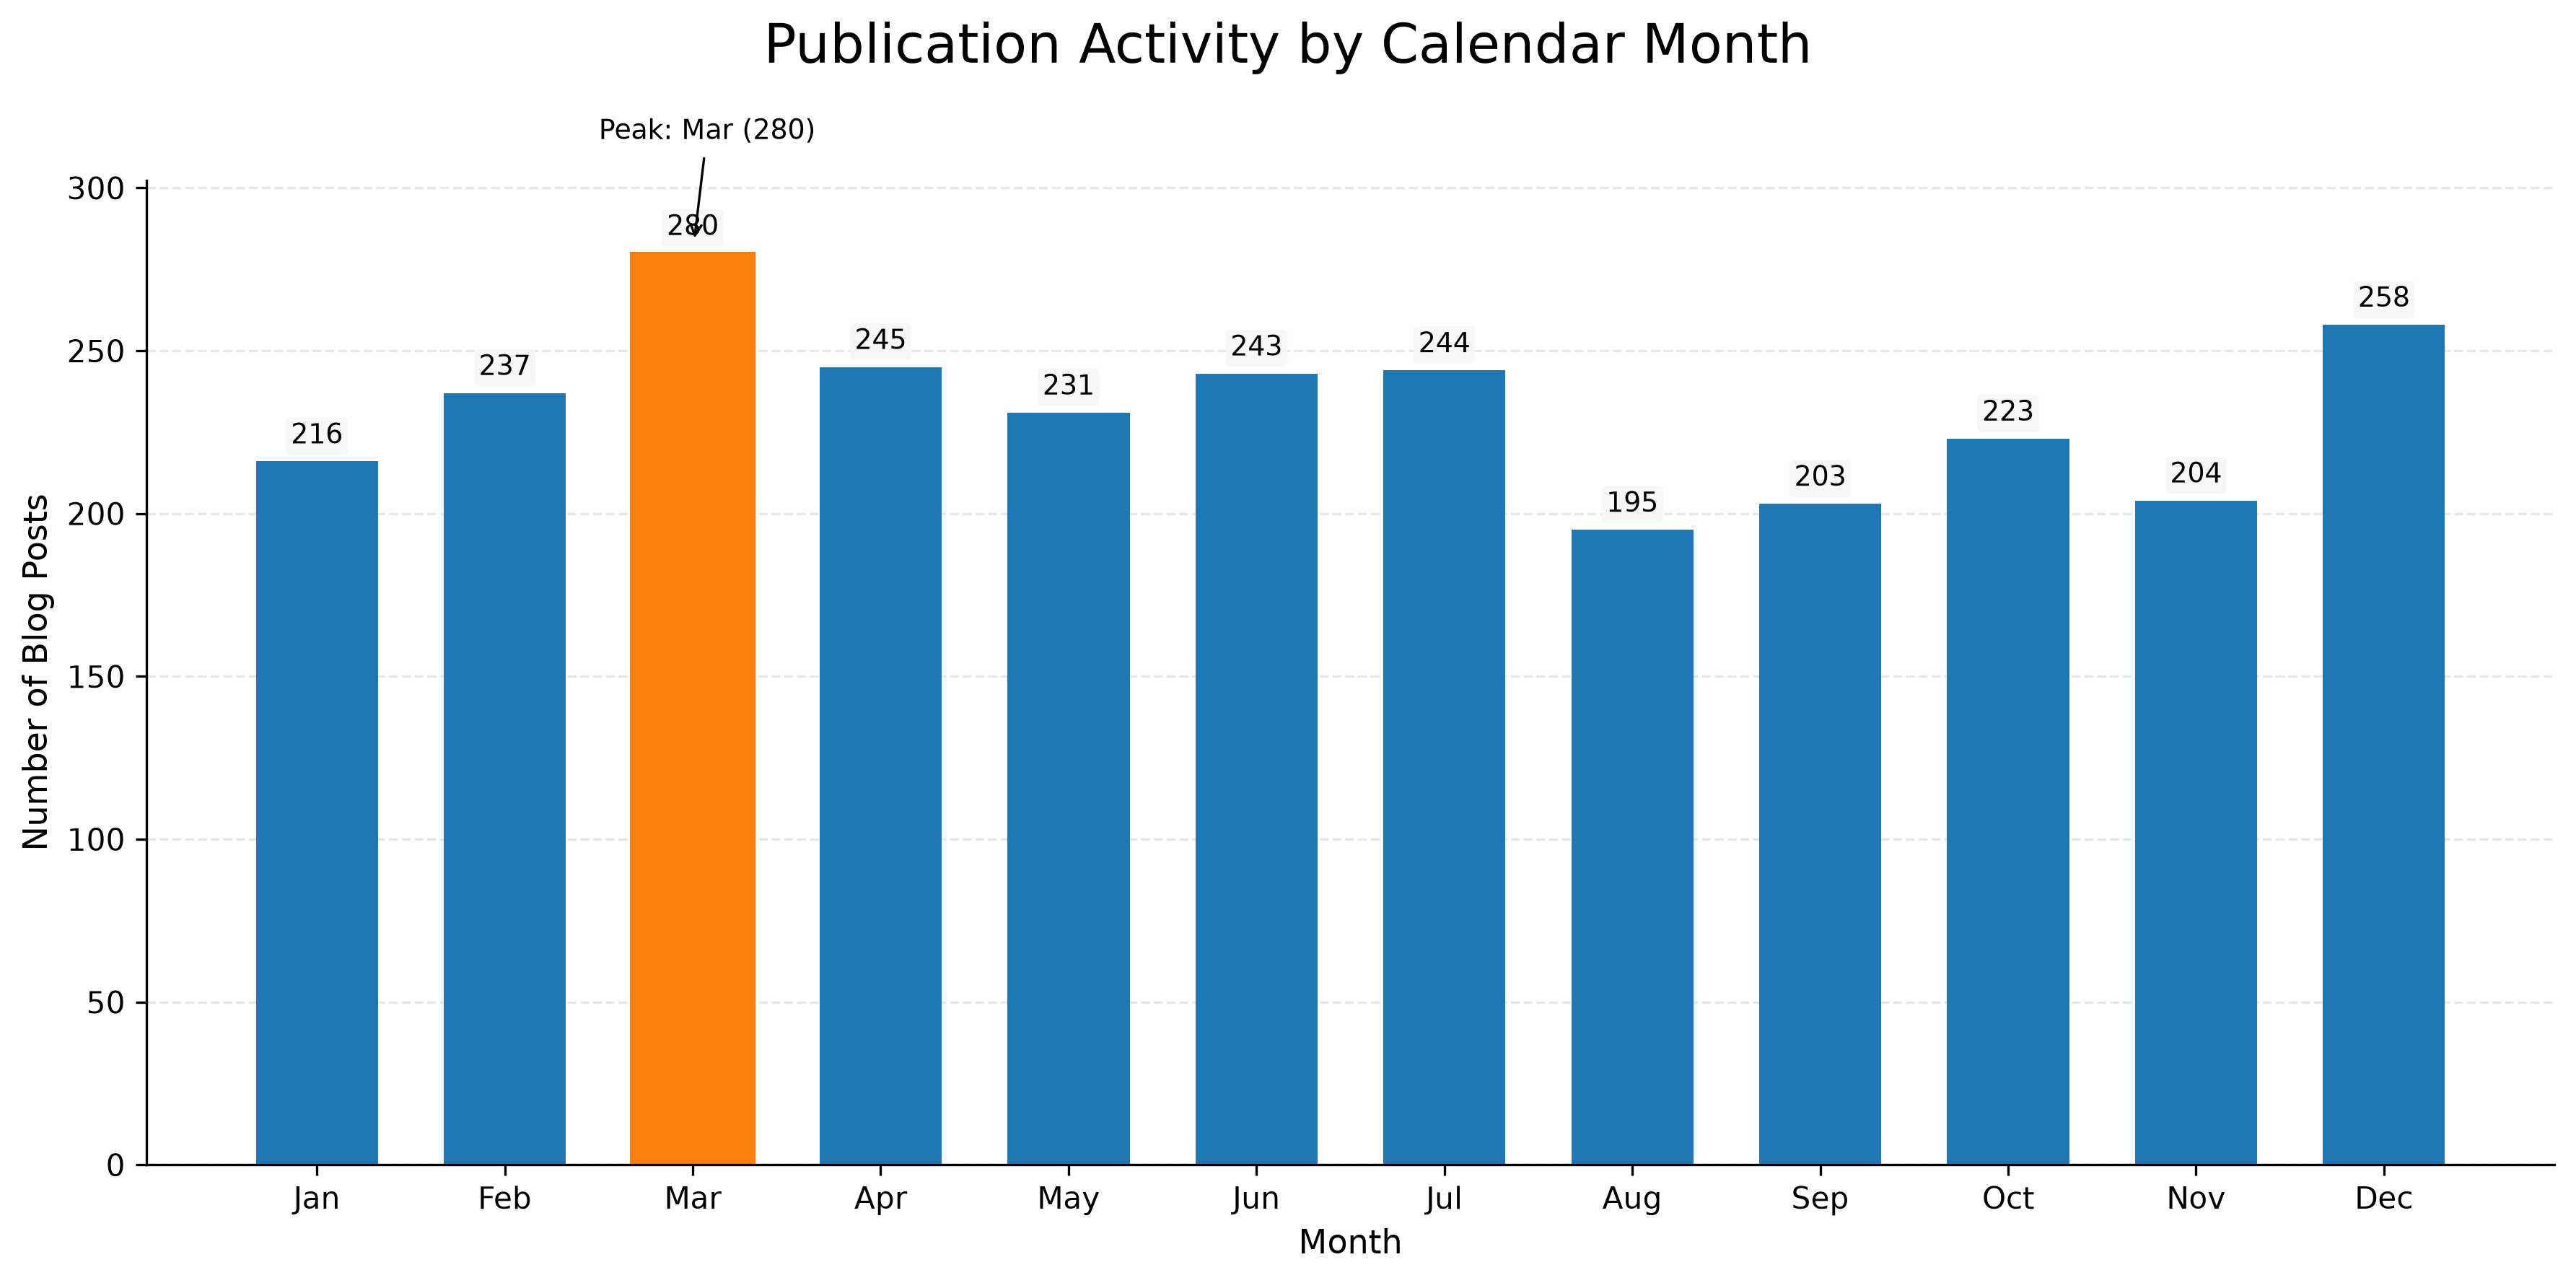 Publication Activity by Calendar Month
Peak: Mar (280)
300
250
200
150
100
50
0
Number of Blog Posts
216
237
280
245
231
243
244
195
203
223
204
258
Jan
Feb
Mar
Apr
May
Jun
Jul
Aug
Sep
Oct
Nov
Dec
Month